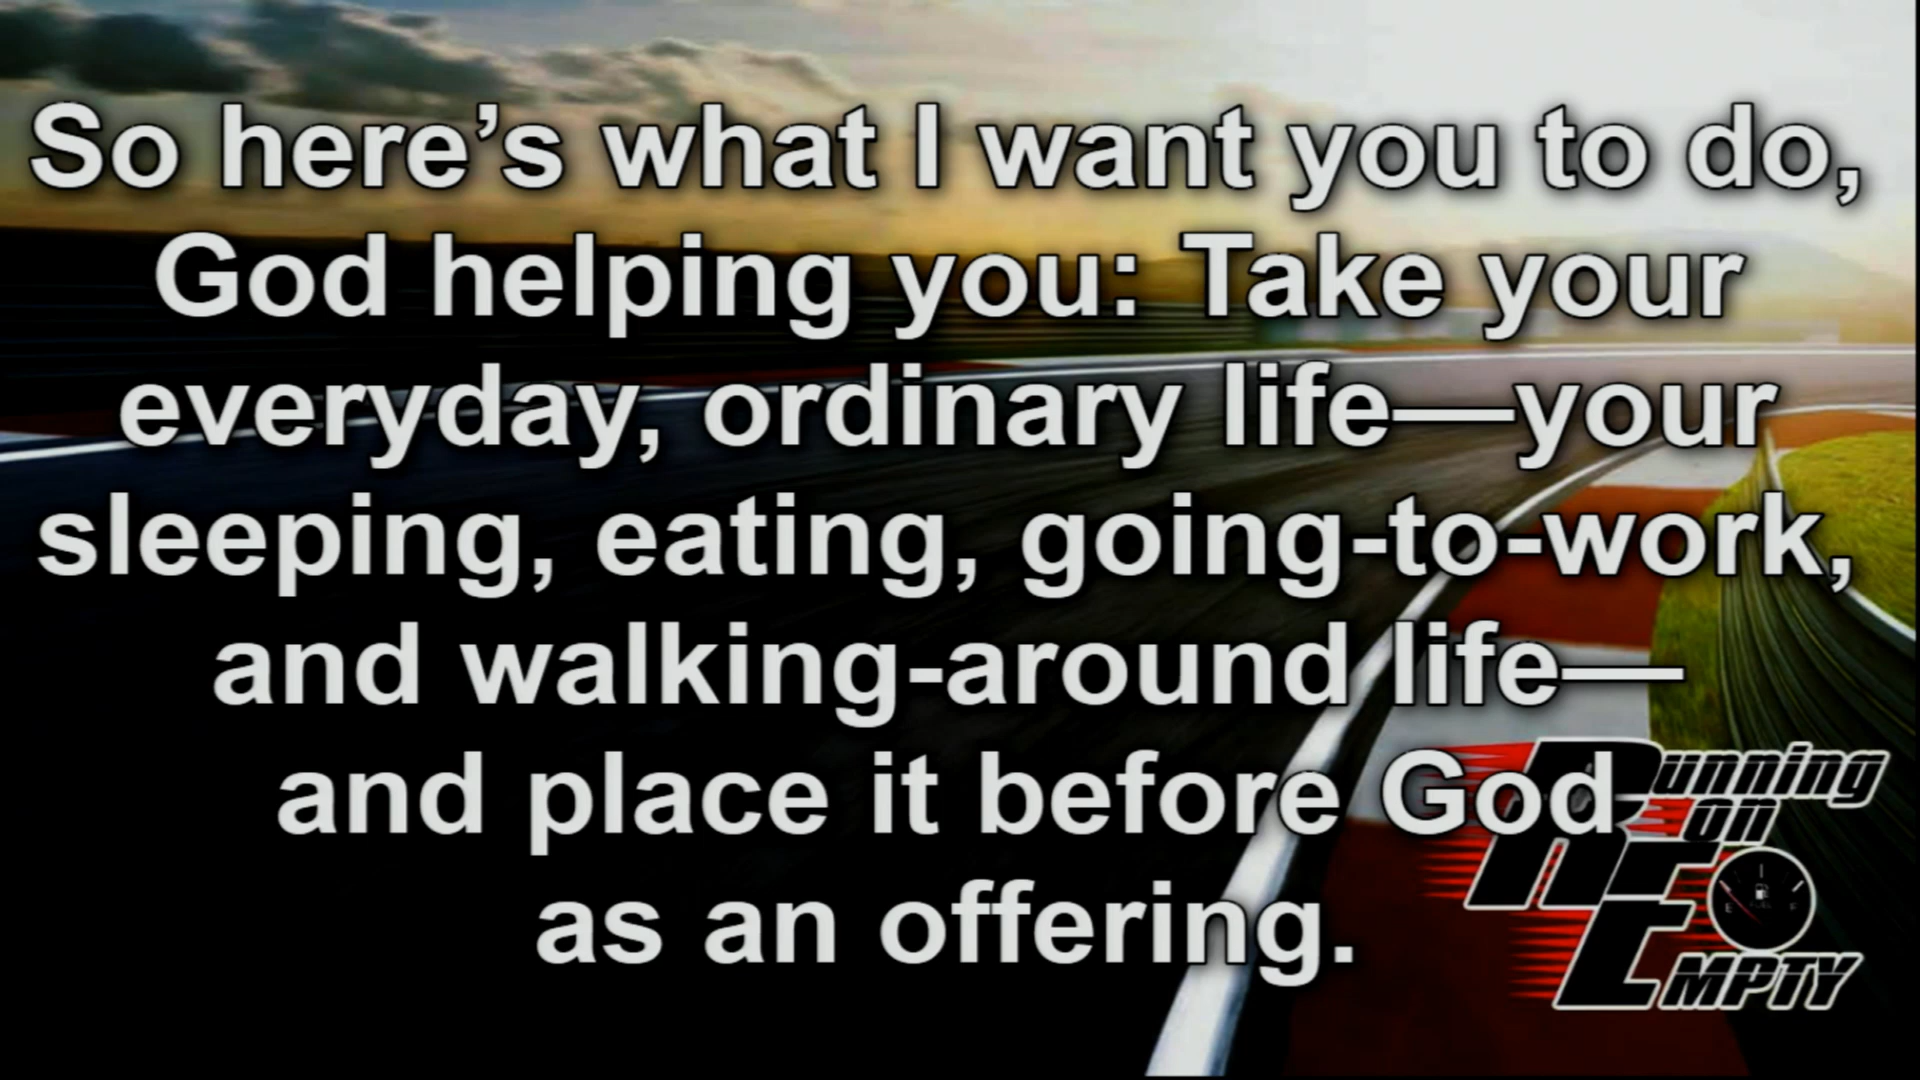 So here’s what I want you to do,
God helping you: Take your
everyday, ordinary life—your
sleeping, eating, going-to-work,
and walking-around life—
and place it before God
as an offering.
Running
on
Empty
E
F